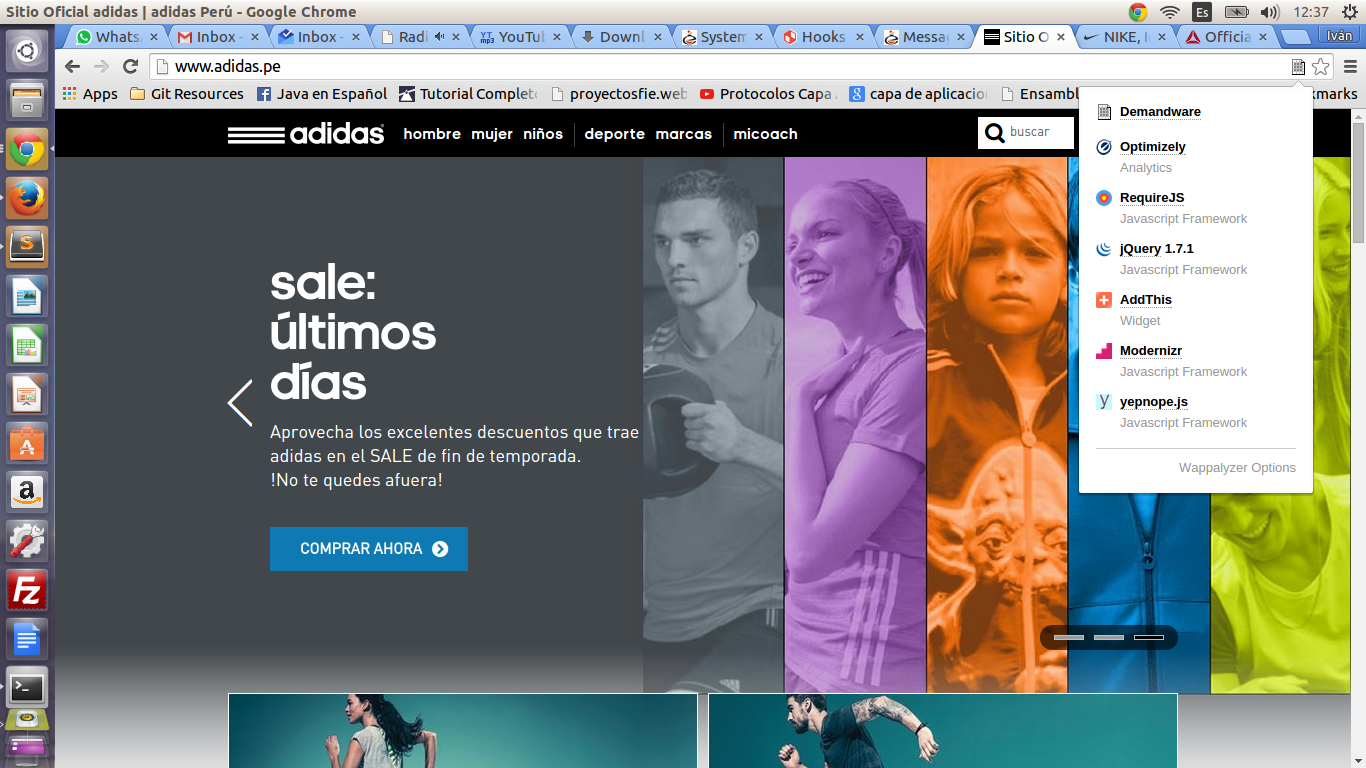 Sitio Oficial adidas | adidas Perú - Google Chrome
Es
12:37
Whats
Inbox -
Inbox -
Radi
YouTu
Downl
System
Hooks
Messa
Sitio O
NIKE, I
Officia
Iván
www.adidas.pe
Apps
Git Resources
Java en Español
Tutorial Complet
proyectosfie.web
Protocolos Capa
capa de aplicacio
Ensambl
kmarks
adidas
hombre mujer niños deporte marcas micoach
buscar
Demandware
Optimizely
Analytics
RequireJS
Javascript Framework
jQuery 1.7.1
Javascript Framework
AddThis
Widget
Modernizr
Javascript Framework
yepnope.js
Javascript Framework
Wappalyzer Options
sale:
últimos
días
Aprovecha los excelentes descuentos que trae
adidas en el SALE de fin de temporada.
!No te quedes afuera!
COMPRAR AHORA